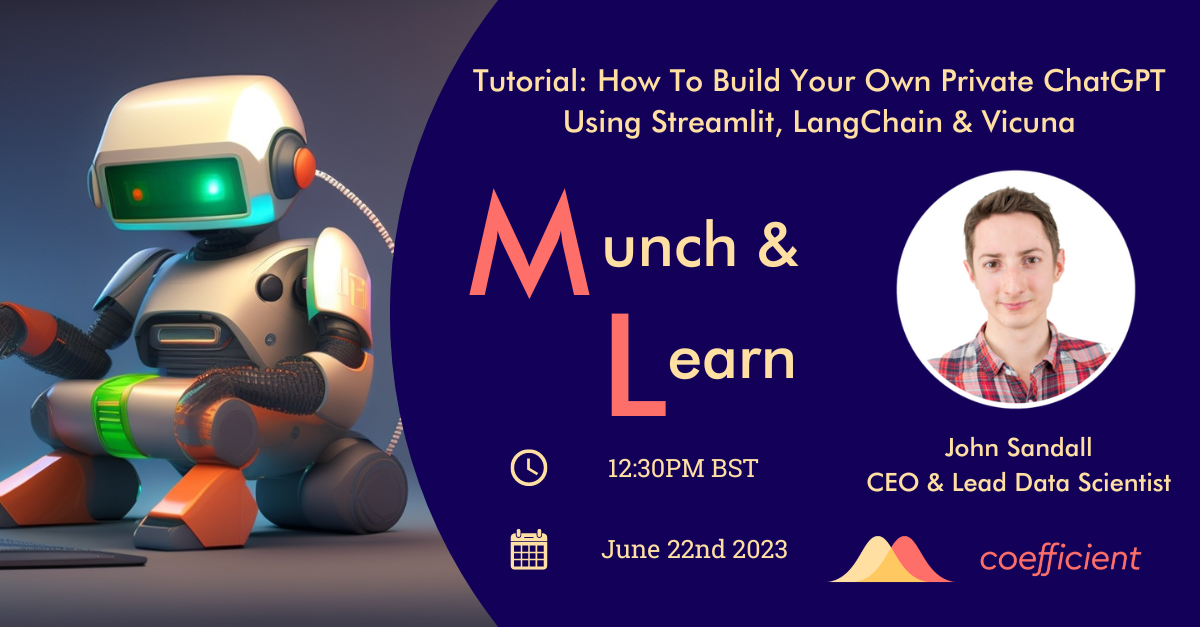 Tutorial: How To Build Your Own Private ChatGPT
Using Streamlit, LangChain & Vicuna
Munch &
Learn
12:30PM BST
June 22nd 2023
John Sandall
CEO & Lead Data Scientist
coefficient